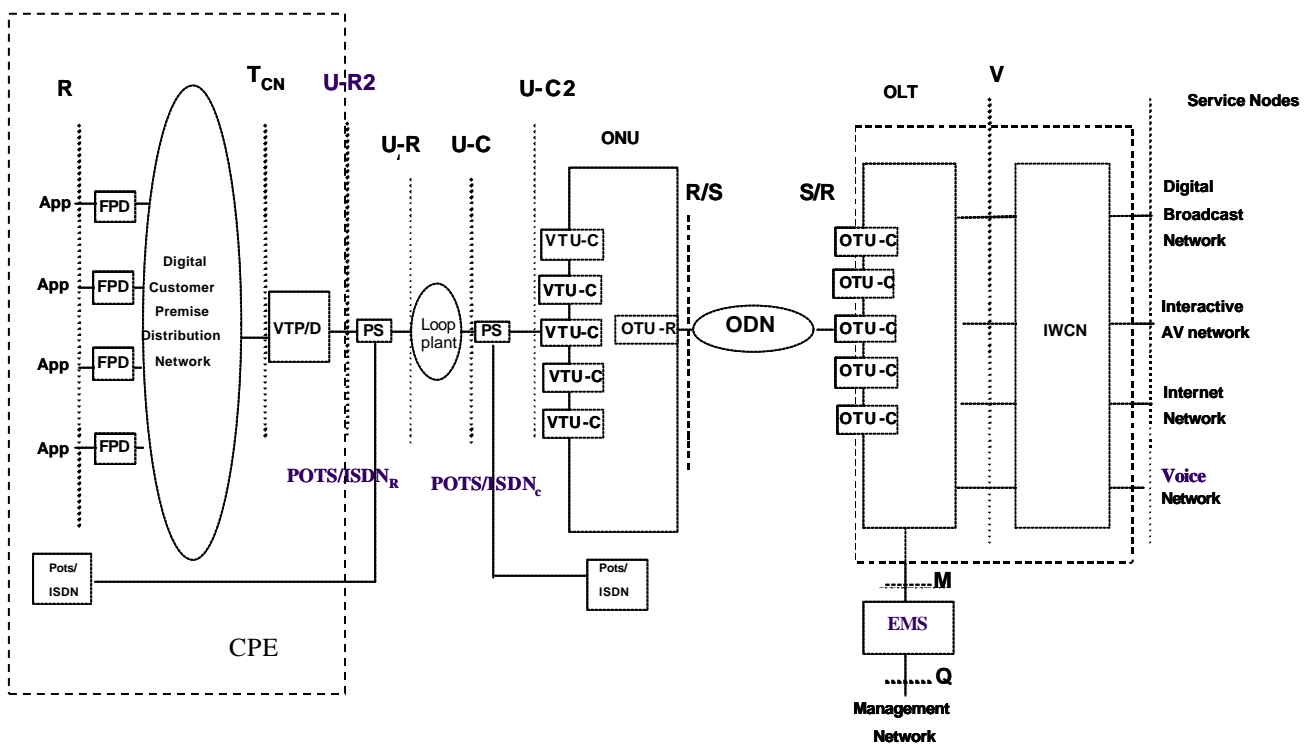 R
T_CN
U-R2
U-R
U-C
U-C2
ONU
R/S
S/R
OLT
V
Service Nodes
App
FPD
App
FPD
App
FPD
App
FPD
Digital
Customer
Premise
Distribution
Network
VTP/D
PS
Loop
plant
PS
VTU-C
VTU-C
VTU-C
VTU-C
VTU-C
OTU-R
ODN
OTU-C
OTU-C
OTU-C
OTU-C
OTU-C
IWCN
Digital
Broadcast
Network
Interactive
AV network
Internet
Network
Voice
Network
POTS/ISDN_R
POTS/ISDN_c
Pots/
ISDN
Pots/
ISDN
CPE
M
EMS
Q
Management
Network